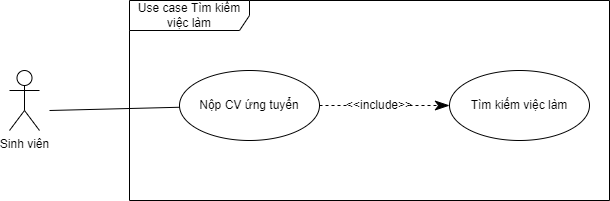 Use case Tìm kiếm
việc làm
Nộp CV ứng tuyển
<<include>>
Tìm kiếm việc làm
Sinh viên